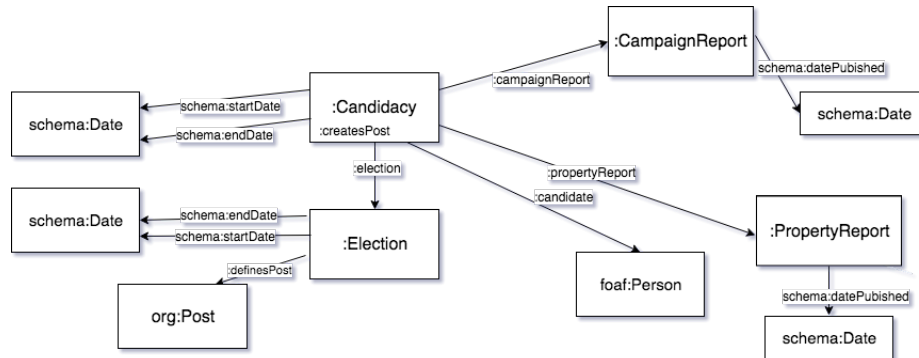 :CampaignReport
schema:datePubished
:campaignReport
:Candidacy
schema:startDate
schema:Date
schema:Date
schema:endDate
:createsPost
:election
:propertyReport
:candidate
schema:Date
schema:endDate
schema:startDate
:Election
:PropertyReport
:definesPost
foaf:Person
schema:datePubished
org:Post
schema:Date